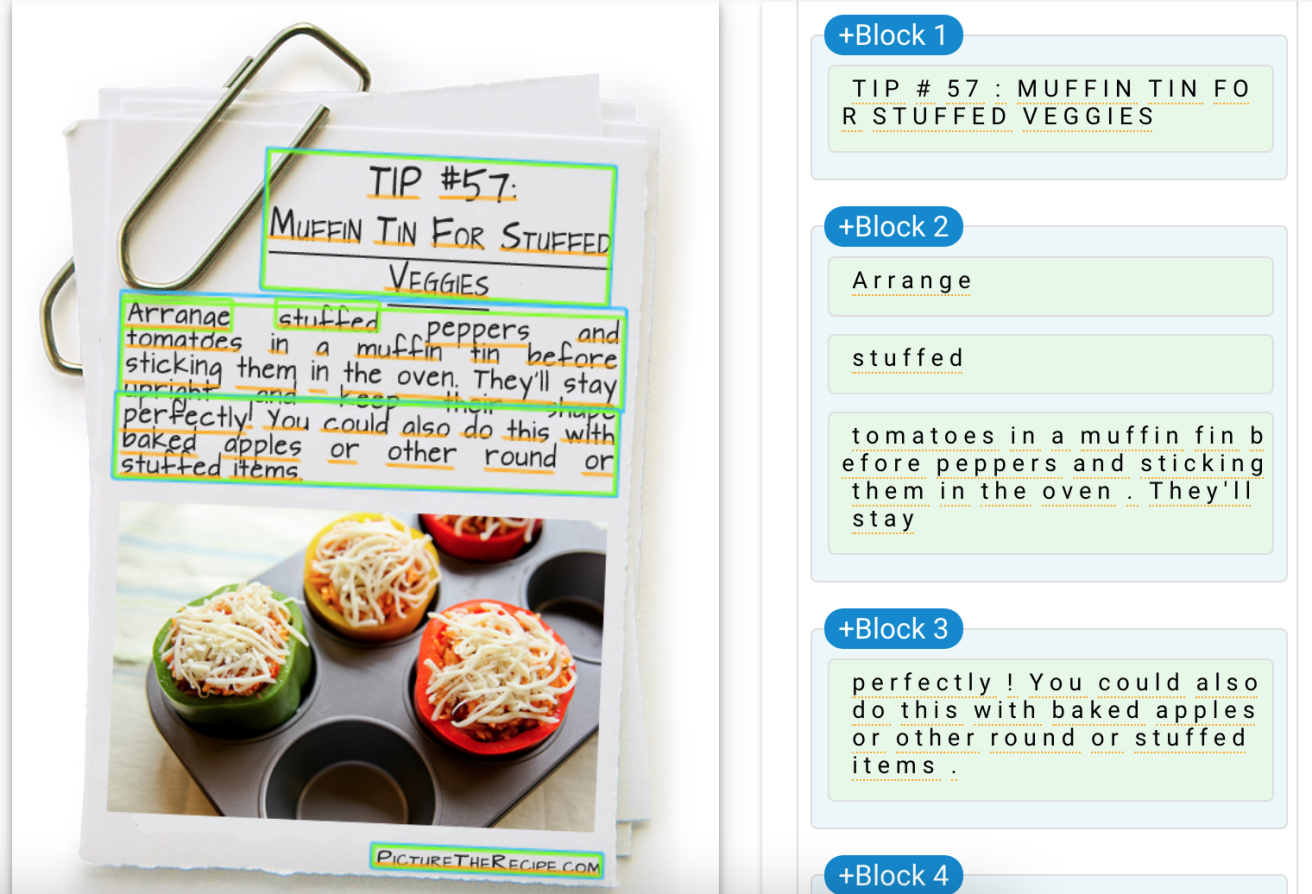 TIP #57:
MUFFIN TIN FOR STUFFED
VEGGIES
Arrange stuffed peppers and
tomatoes in a muffin tin before
sticking them in the oven. They'll stay
upright and keep their shape
perfectly! You could also do this with
baked apples or other round or
stuffed items.
PICTURETHERECIPE.COM
+Block 1
TIP # 57 : MUFFIN TIN FO
R STUFFED VEGGIES
+Block 2
Arrange
stuffed
tomatoes in a muffin fin b
efore peppers and sticking
them in the oven . They'll
stay
+Block 3
perfectly ! You could also
do this with baked apples
or other round or stuffed
items .
+Block 4